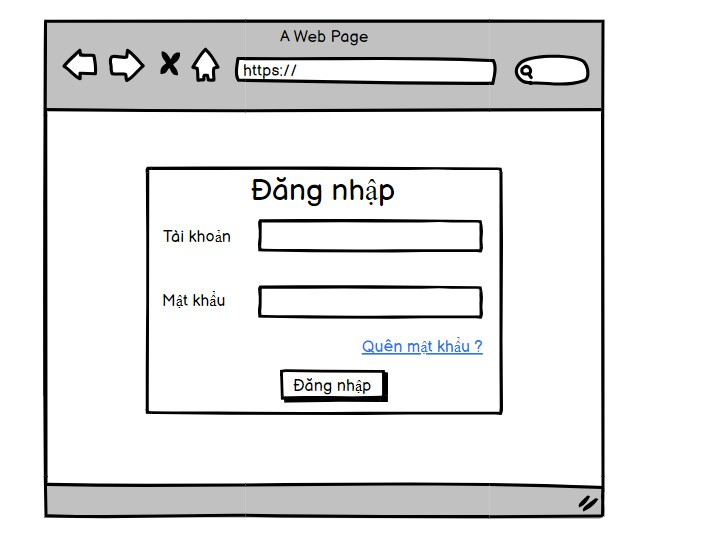 A Web Page
https://
Đăng nhập
Tài khoản
Mật khẩu
Quên mật khẩu ?
Đăng nhập